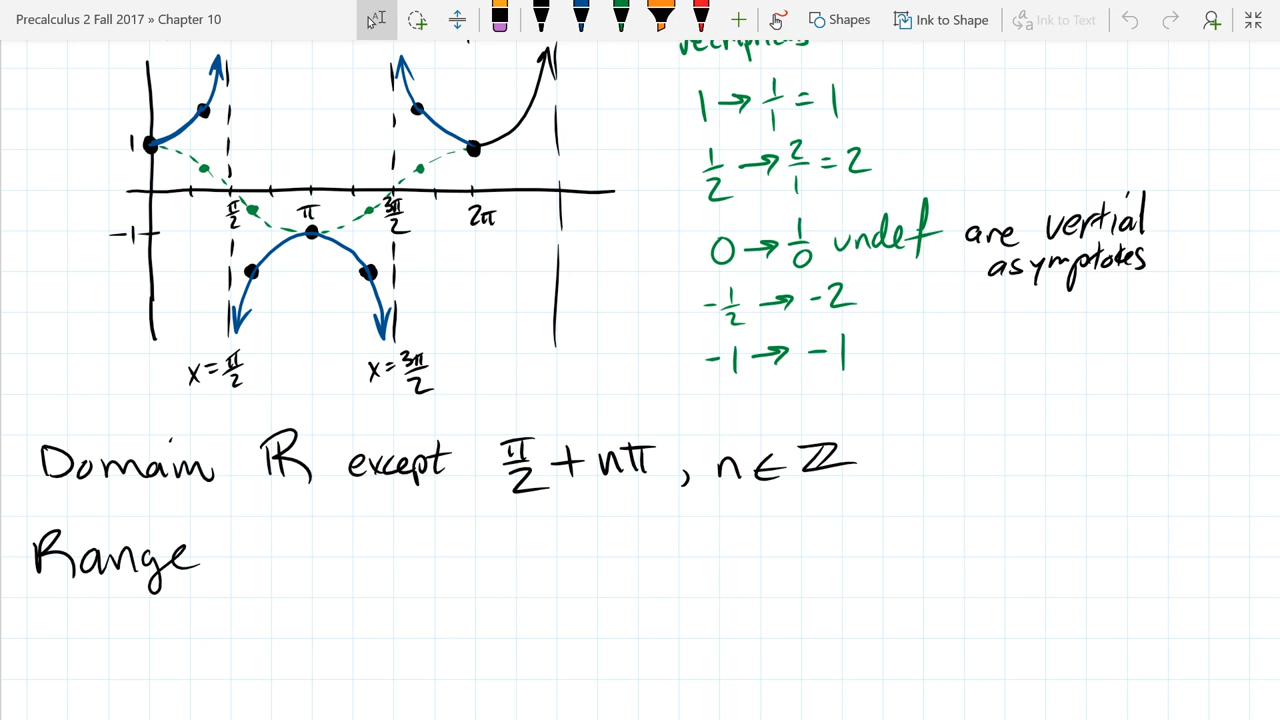 Precalculus 2 Fall 2017 » Chapter 10
Shapes
Ink to Shape
Ink to Text
1 → 1/1 = 1
1/2 → 2/1 = 2
0 → 1/0 undef are vertial
asymptotes
-1/2 → -2
-1 → -1
1
-1
π/2 π 3π/2 2π
x = π/2 x = 3π/2
Domain ℝ except π/2 + nπ, n ∈ ℤ
Range